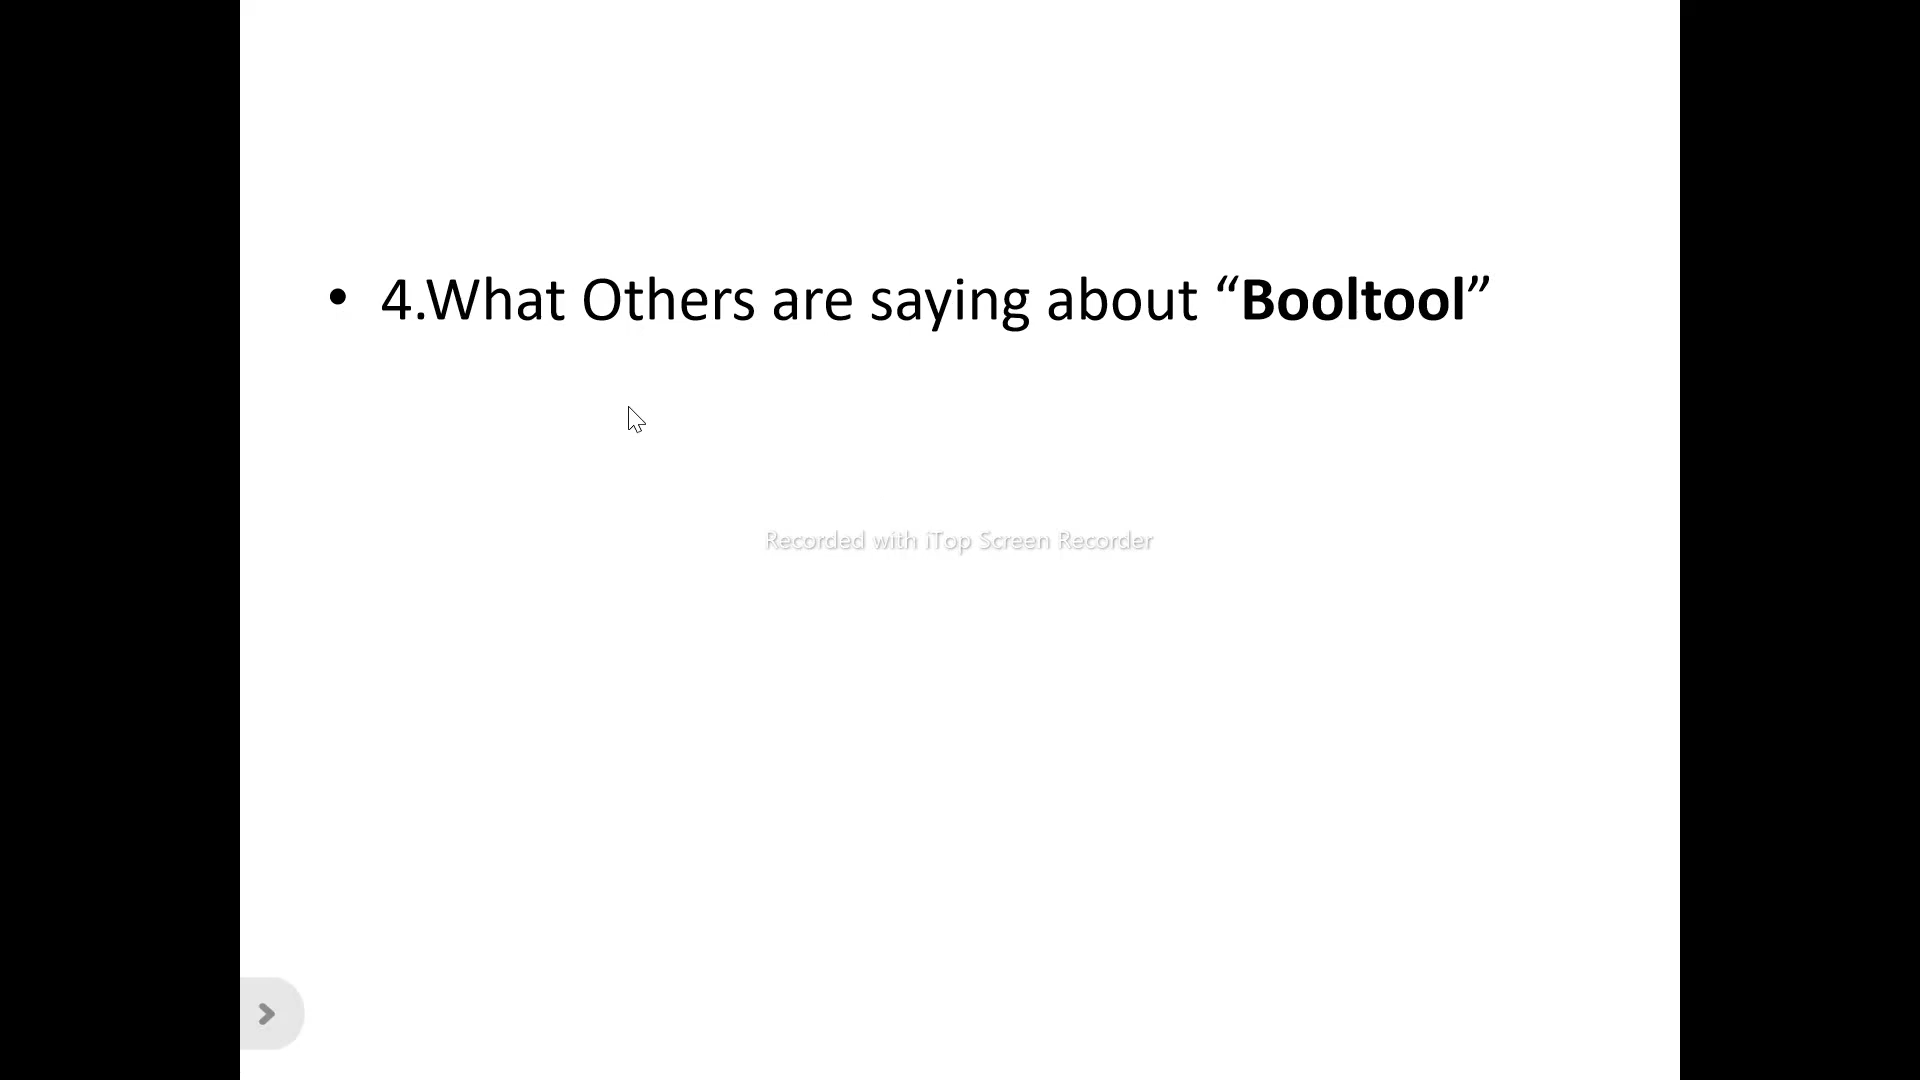 • 4.What Others are saying about “Booltool”
Recorded with iTop Screen Recorder